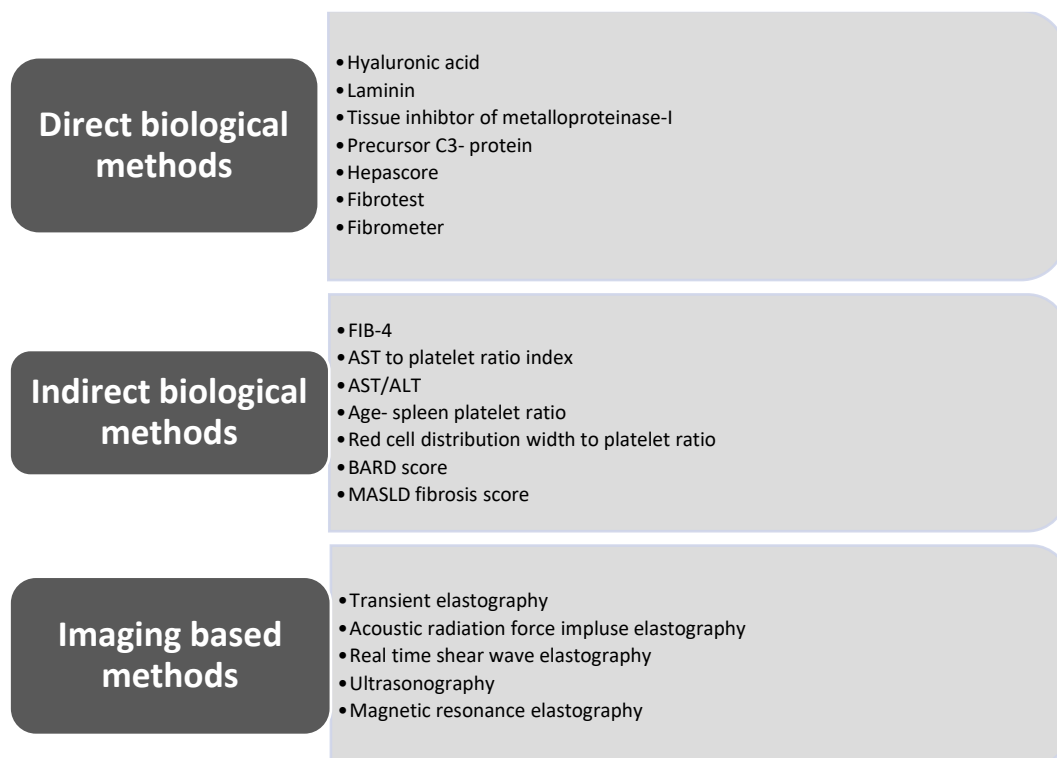 Direct biological
methods
•Hyaluronic acid
•Laminin
•Tissue inhibtor of metalloproteinase-I
•Precursor C3- protein
•Hepascore
•Fibrotest
•Fibrometer
Indirect biological
methods
•FIB-4
•AST to platelet ratio index
•AST/ALT
•Age- spleen platelet ratio
•Red cell distribution width to platelet ratio
•BARD score
•MASLD fibrosis score
Imaging based
methods
•Transient elastography
•Acoustic radiation force impluse elastography
•Real time shear wave elastography
•Ultrasonography
•Magnetic resonance elastography